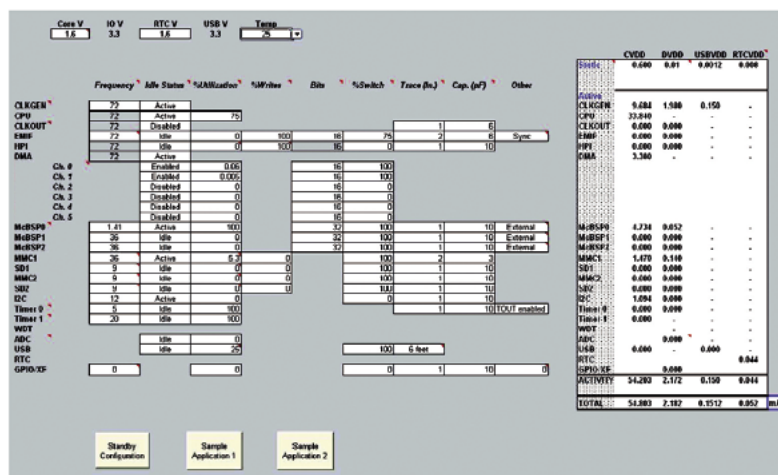 Core V IO V RTC V USB V Temp
1.6 3.3 1.6 3.3 25
CVDD DVDD USBVDD RTCVDD
Static 0.600 0.01 0.0012 0.008
Frequency Idle Status %Utilization %Writes Bits %Switch Trace (In.) Cap. (pF) Other
Active
CLKGEN 72 Active CLKGEN 9.684 1.980 0.150 -
CPU 72 Active 75 CPU 33.840 - - -
CLKOUT 72 Disabled 1 6 CLKOUT 0.000 0.000 - -
EMIF 72 Idle 0 100 16 75 2 6 Sync EMIF 0.000 0.000 - -
HPI 72 Idle 0 100 16 0 1 10 HPI 0.000 0.000 - -
DMA 72 Active DMA 3.380 - - -
Ch. 0 Enabled 0.06 16 100
Ch. 1 Enabled 0.005 16 100
Ch. 2 Disabled 0 16 0
Ch. 3 Disabled 0 16 0
Ch. 4 Disabled 0 16 0
Ch. 5 Disabled 0 16 0
McBSP0 1.41 Active 100 32 100 1 10 External McBSP0 4.734 0.052 - -
McBSP1 36 Idle 0 32 100 1 10 External McBSP1 0.000 0.000 - -
McBSP2 36 Idle 0 32 100 1 10 External McBSP2 0.000 0.000 - -
MMC1 36 Active 5.3 0 100 2 3 MMC1 1.470 0.140 - -
SD1 9 Idle 0 0 100 1 10 SD1 0.000 0.000 - -
MMC2 9 Idle 0 0 100 1 10 MMC2 0.000 0.000 - -
SD2 9 Idle 0 0 100 1 10 SD2 0.000 0.000 - -
I2C 12 Active 0 0 1 10 I2C 1.094 0.000 - -
Timer 0 5 Idle 100 1 10 TOUT enabled Timer 0 0.000 0.000 - -
Timer 1 20 Idle 100 Timer 1 0.000 - - -
WDT WDT - - -
ADC Idle 0 ADC 0.000 - -
USB Idle 25 100 6 feet USB 0.000 - 0.000 -
RTC RTC - - 0.044
GPIO/XF 0 0 0 1 10 0 GPIO/XF 0.000 - -
ACTIVITY 54.203 2.172 0.150 0.044
TOTAL 54.803 2.182 0.1512 0.052
Standby Configuration
Sample Application 1
Sample Application 2